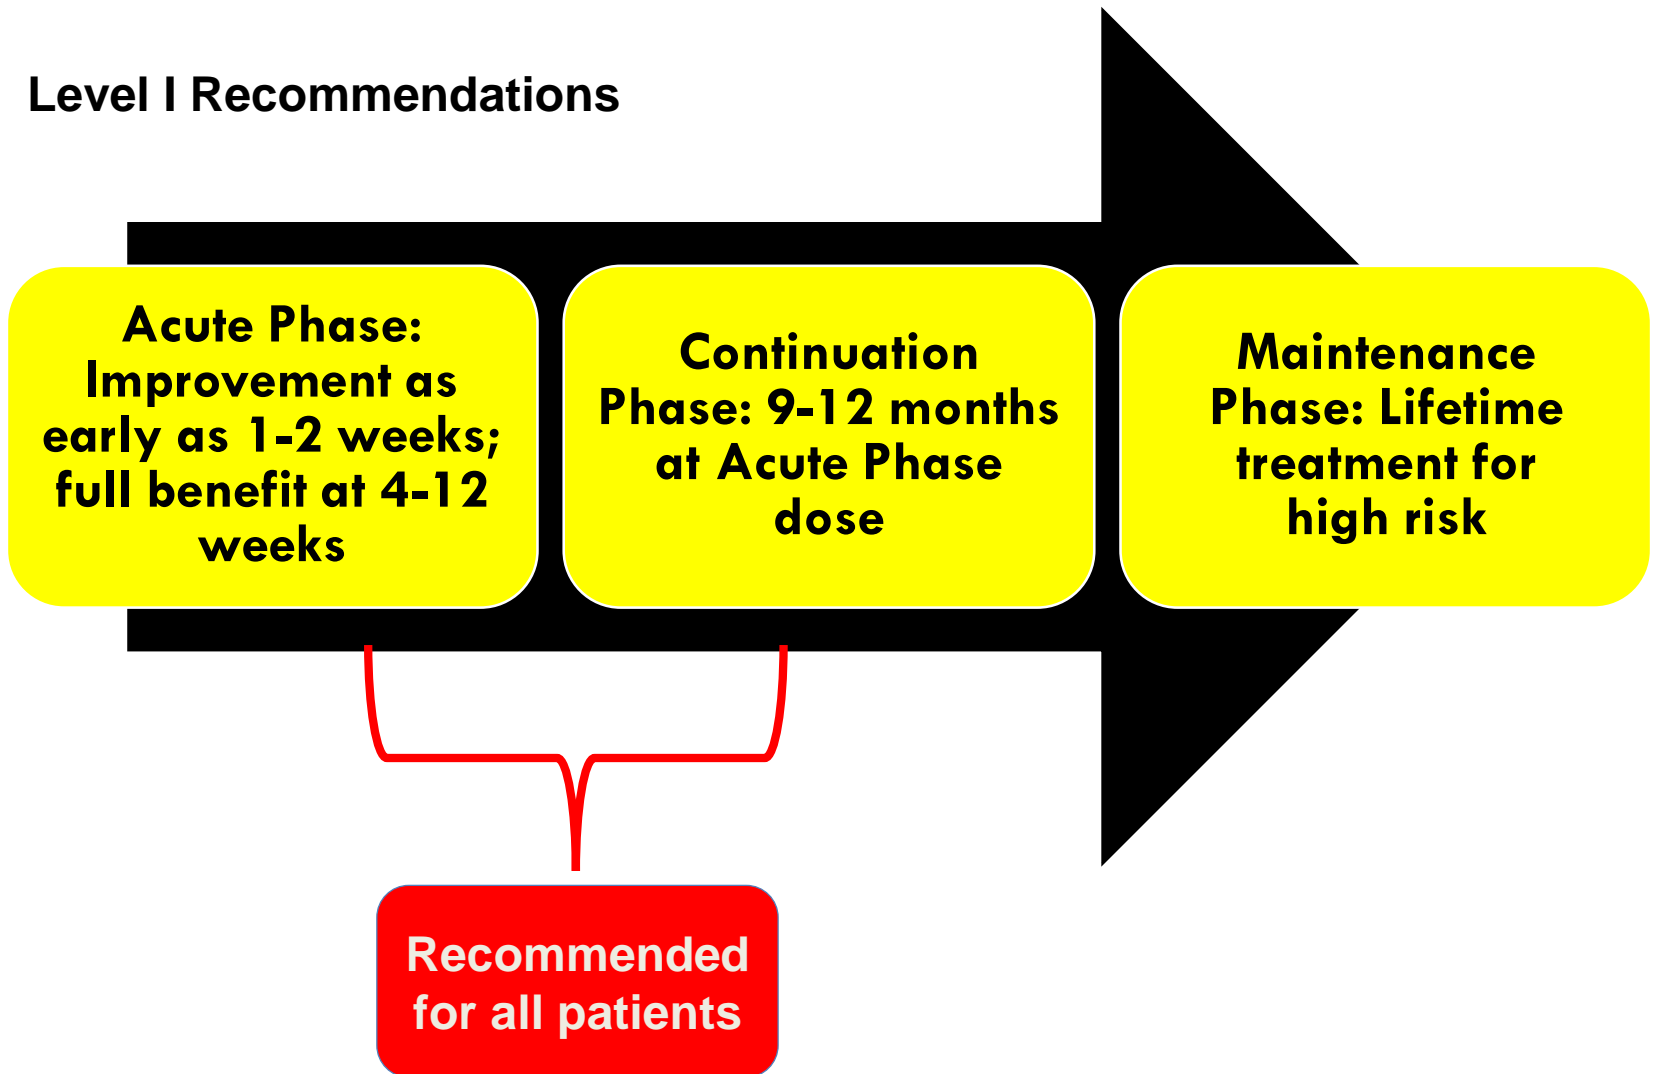 Level I Recommendations
Acute Phase:
Improvement as
early as 1-2 weeks;
full benefit at 4-12
weeks
Continuation
Phase: 9-12 months
at Acute Phase
dose
Maintenance
Phase: Lifetime
treatment for
high risk
Recommended
for all patients